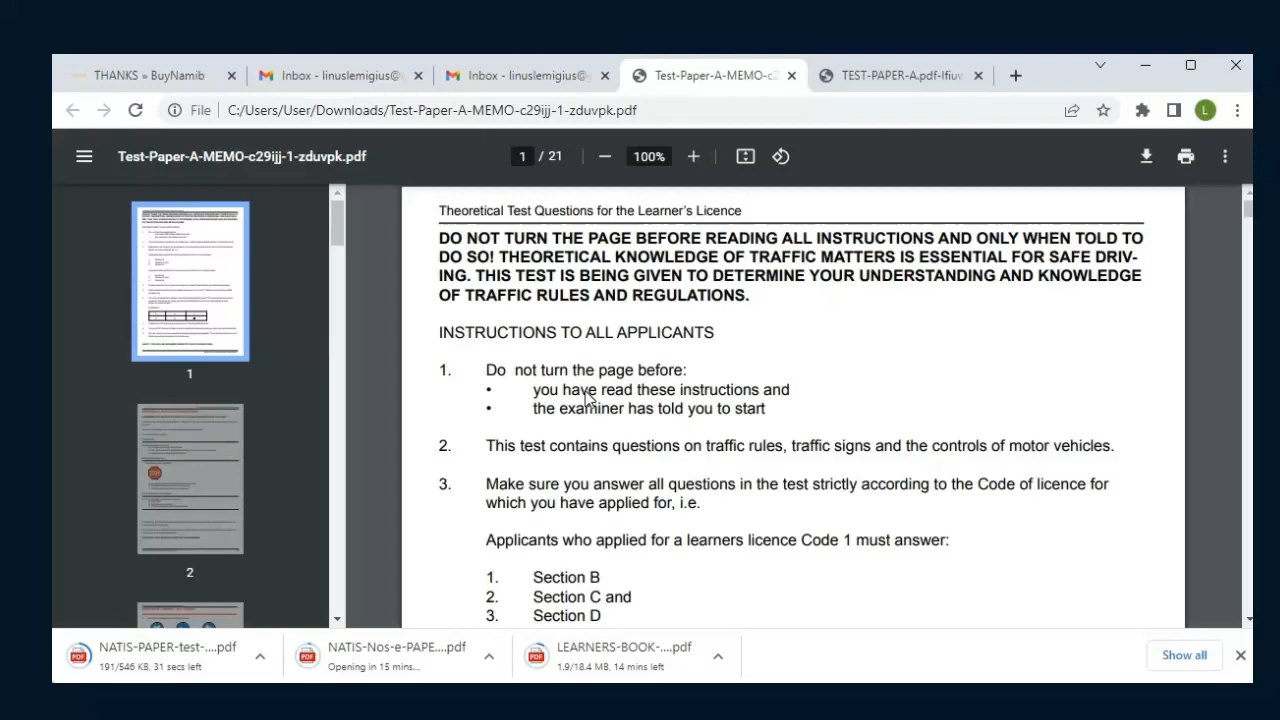 THANKS » BuyNamib
Inbox - linuslemigius@
Inbox - linuslemigius@g
Test-Paper-A-MEMO-c2
TEST-PAPER-A.pdf-lfiuv
File C:/Users/User/Downloads/Test-Paper-A-MEMO-c29ijj-1-zduvpk.pdf
L
Test-Paper-A-MEMO-c29ijj-1-zduvpk.pdf
1 / 21
100%
Theoretical Test Questions for the Learner's Licence
DO NOT TURN THE PAGE BEFORE READING ALL INSTRUCTIONS AND ONLY WHEN TOLD TO
DO SO! THEORETICAL KNOWLEDGE OF TRAFFIC MATTERS IS ESSENTIAL FOR SAFE DRIV-
ING. THIS TEST IS BEING GIVEN TO DETERMINE YOUR UNDERSTANDING AND KNOWLEDGE
OF TRAFFIC RULES AND REGULATIONS.
INSTRUCTIONS TO ALL APPLICANTS
1. Do not turn the page before:
• you have read these instructions and
• the examiner has told you to start
2. This test contains questions on traffic rules, traffic signs and the controls of motor vehicles.
3. Make sure you answer all questions in the test strictly according to the Code of licence for
which you have applied for, i.e.
Applicants who applied for a learners licence Code 1 must answer:
1. Section B
2. Section C and
3. Section D
1
STOP
2
NATIS-PAPER-test-....pdf
191/546 KB, 31 secs left
NATIS-Nos-e-PAPE....pdf
Opening in 15 mins...
LEARNERS-BOOK-....pdf
1.9/18.4 MB, 14 mins left
Show all